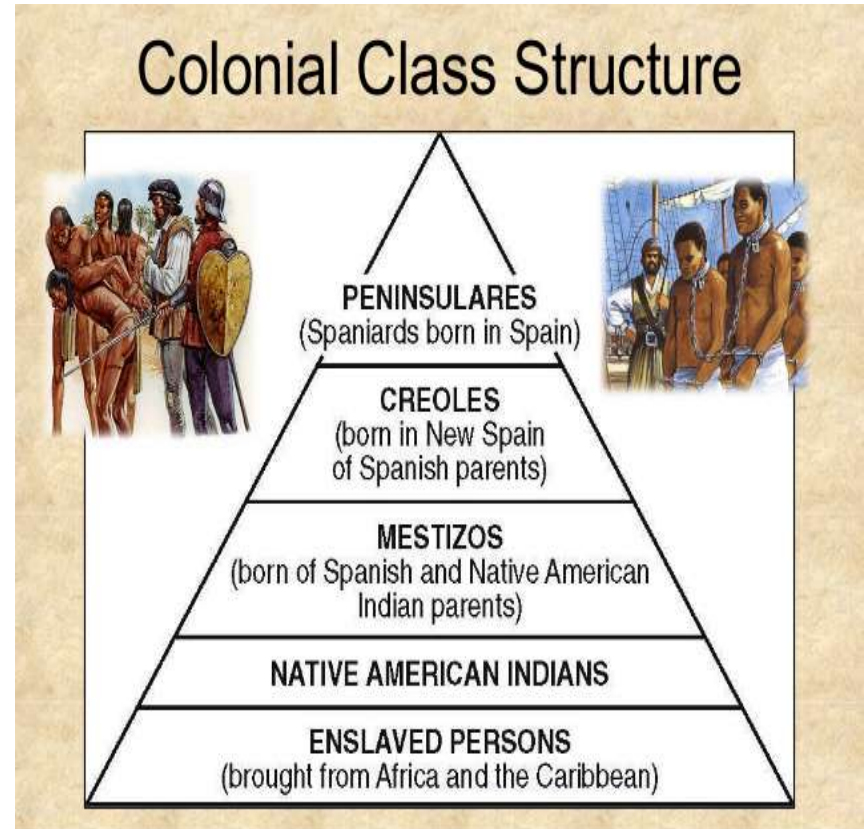 Colonial Class Structure
PENINSULARES
(Spaniards born in Spain)
CREOLES
(born in New Spain
of Spanish parents)
MESTIZOS
(born of Spanish and Native American
Indian parents)
NATIVE AMERICAN INDIANS
ENSLAVED PERSONS
(brought from Africa and the Caribbean)